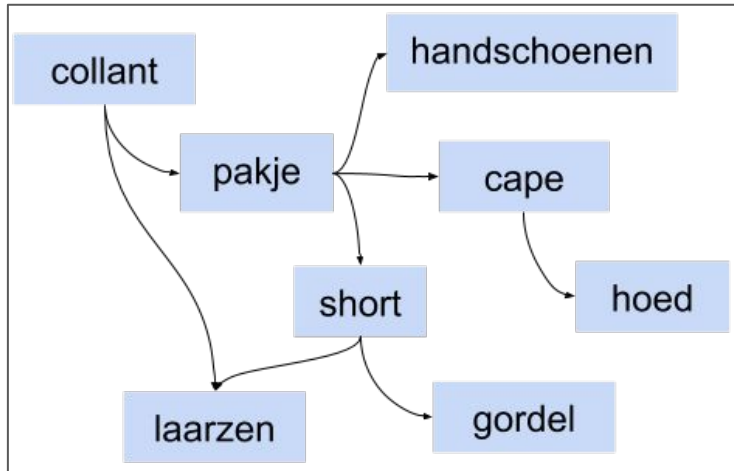 collant
handschoenen
pakje
cape
short
hoed
laarzen
gordel